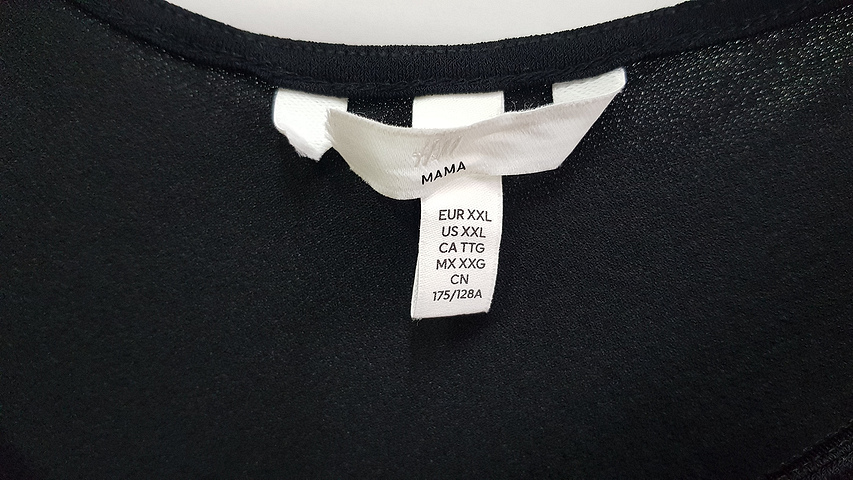 H&M
MAMA
EUR XXL
US XXL
CA TTG
MX XXG
CN
175/128A